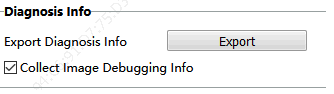 Diagnosis Info
Export Diagnosis Info Export
Collect Image Debugging Info